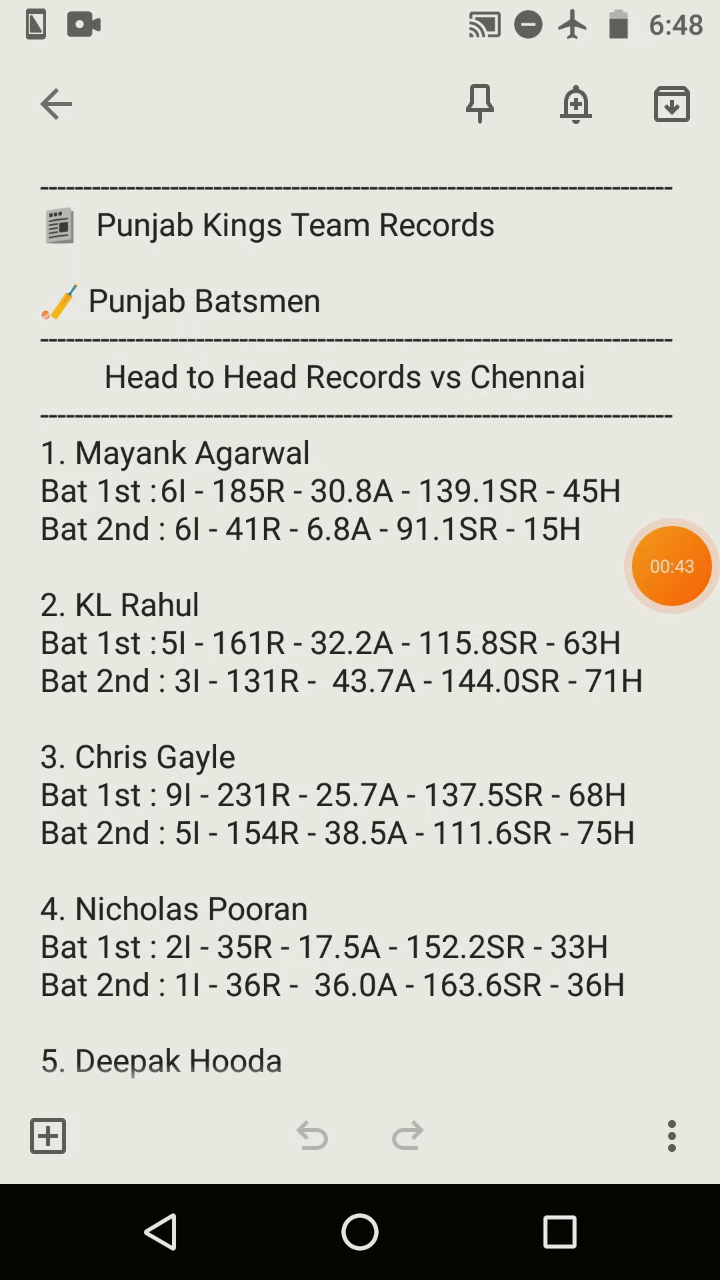 6:48
------------------------------------------------------------------------
Punjab Kings Team Records
Punjab Batsmen
------------------------------------------------------------------------
Head to Head Records vs Chennai
------------------------------------------------------------------------
1. Mayank Agarwal
Bat 1st : 6I - 185R - 30.8A - 139.1SR - 45H
Bat 2nd : 6I - 41R - 6.8A - 91.1SR - 15H
00:43
2. KL Rahul
Bat 1st : 5I - 161R - 32.2A - 115.8SR - 63H
Bat 2nd : 3I - 131R -  43.7A - 144.0SR - 71H
3. Chris Gayle
Bat 1st : 9I - 231R - 25.7A - 137.5SR - 68H
Bat 2nd : 5I - 154R - 38.5A - 111.6SR - 75H
4. Nicholas Pooran
Bat 1st : 2I - 35R - 17.5A - 152.2SR - 33H
Bat 2nd : 1I - 36R -  36.0A - 163.6SR - 36H
5. Deepak Hooda